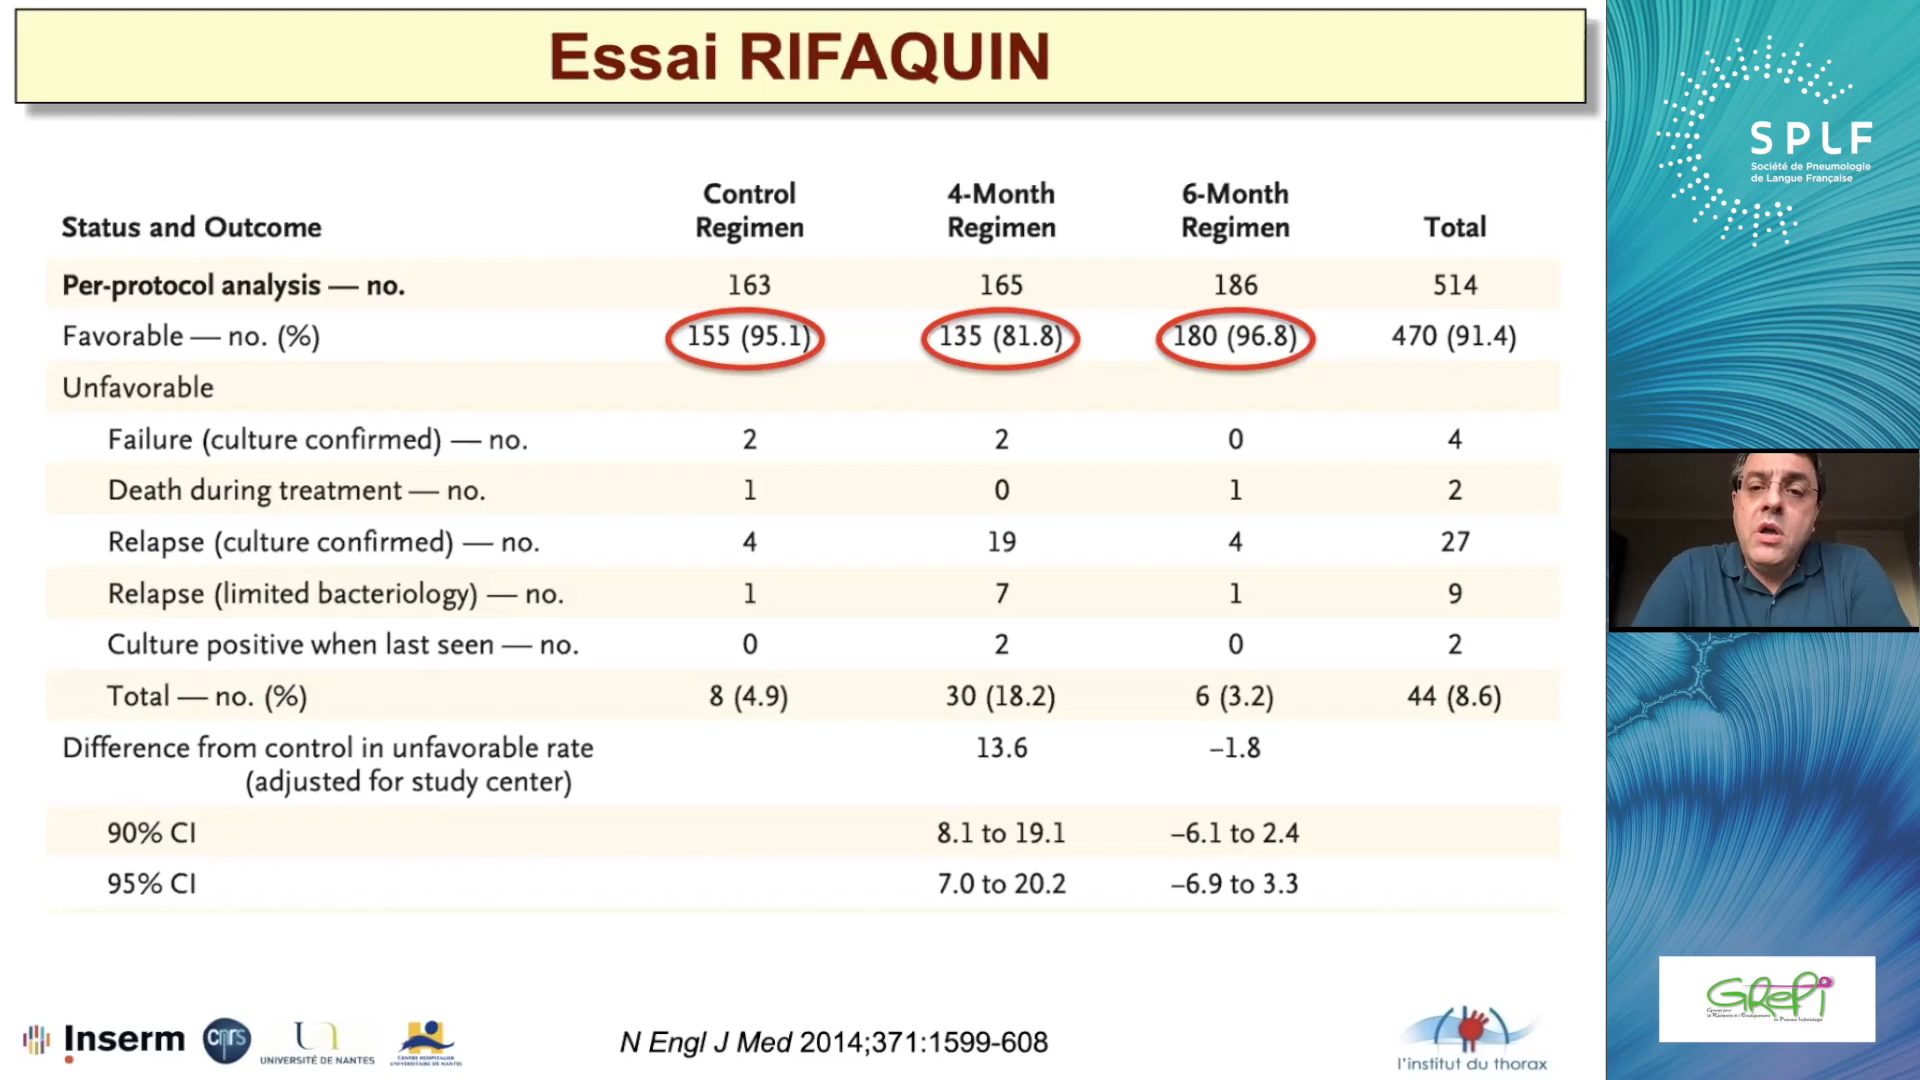 Essai RIFAQUIN
SPLF
Société de Pneumologie
de Langue Française
Status and Outcome Control Regimen 4-Month Regimen 6-Month Regimen Total
Per-protocol analysis — no. 163 165 186 514
Favorable — no. (%) 155 (95.1) 135 (81.8) 180 (96.8) 470 (91.4)
Unfavorable
Failure (culture confirmed) — no. 2 2 0 4
Death during treatment — no. 1 0 1 2
Relapse (culture confirmed) — no. 4 19 4 27
Relapse (limited bacteriology) — no. 1 7 1 9
Culture positive when last seen — no. 0 2 0 2
Total — no. (%) 8 (4.9) 30 (18.2) 6 (3.2) 44 (8.6)
Difference from control in unfavorable rate 13.6 –1.8
(adjusted for study center)
90% CI 8.1 to 19.1 –6.1 to 2.4
95% CI 7.0 to 20.2 –6.9 to 3.3
Inserm
cnrs
UNIVERSITÉ DE NANTES
CENTRE HOSPITALIER
UNIVERSITAIRE DE NANTES
N Engl J Med 2014;371:1599-608
l'institut du thorax
GREPI